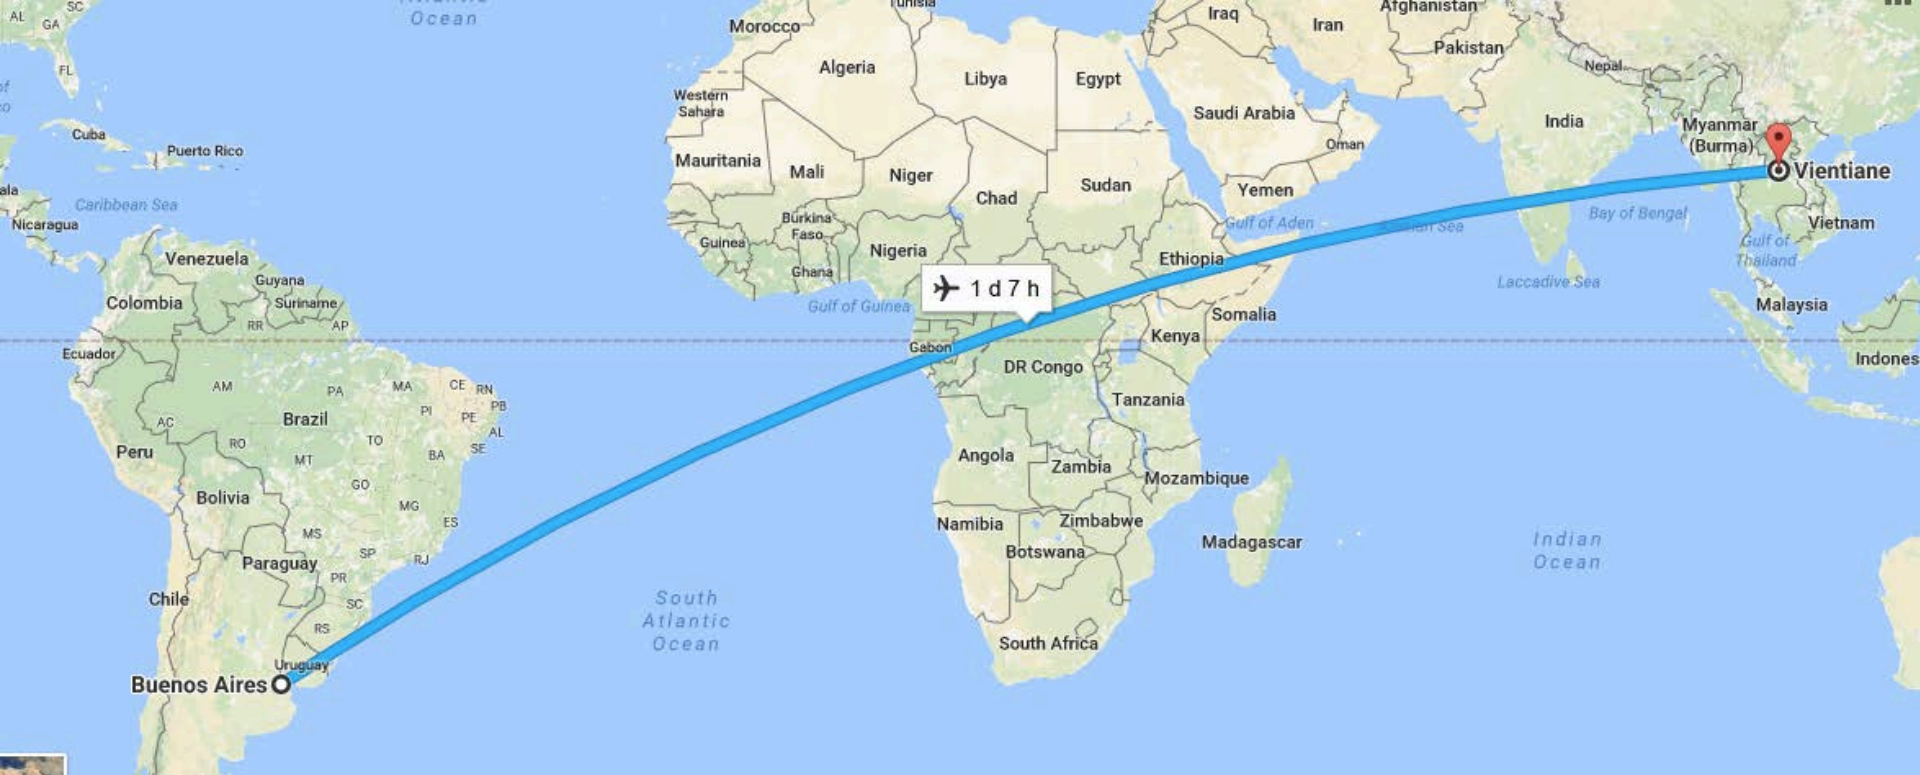 SC
AL
GA
FL
Ocean
Tunisia
Morocco
Iraq
Iran
Afghanistan
Pakistan
Algeria
Libya
Egypt
Nepal
Western
Sahara
Saudi Arabia
India
Cuba
Myanmar
(Burma)
Oman
Puerto Rico
Mauritania
Mali
Niger
Sudan
Yemen
Vientiane
Chad
Caribbean Sea
Nicaragua
Burkina
Faso
Gulf of Aden
Bay of Bengal
Vietnam
Guinea
Nigeria
Gulf of
Thailand
Venezuela
Ethiopia
Guyana
Ghana
1 d 7 h
Laccadive Sea
Colombia
Suriname
Gulf of Guinea
Somalia
Malaysia
RR
AP
Kenya
Ecuador
Gabon
Indones
DR Congo
AM
PA
MA
CE
RN
Tanzania
PB
PI
PE
Brazil
AC
AL
RO
TO
SE
Peru
MT
BA
Angola
Zambia
Mozambique
GO
Bolivia
MG
ES
Namibia
Zimbabwe
MS
Madagascar
Indian
Ocean
SP
RJ
Botswana
Paraguay
PR
Chile
SC
South
Atlantic
Ocean
RS
South Africa
Uruguay
Buenos Aires